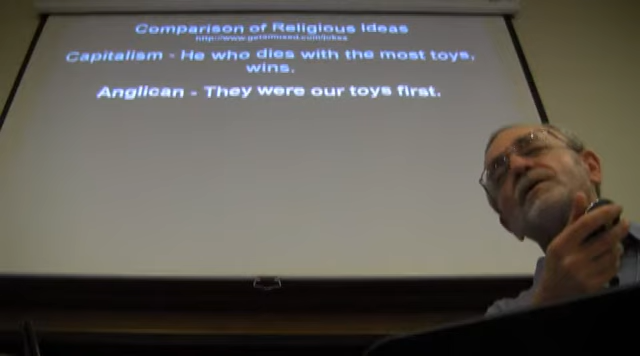 Comparison of Religious Ideas
Capitalism - He who dies with the most toys,
wins.
Anglican - They were our toys first.